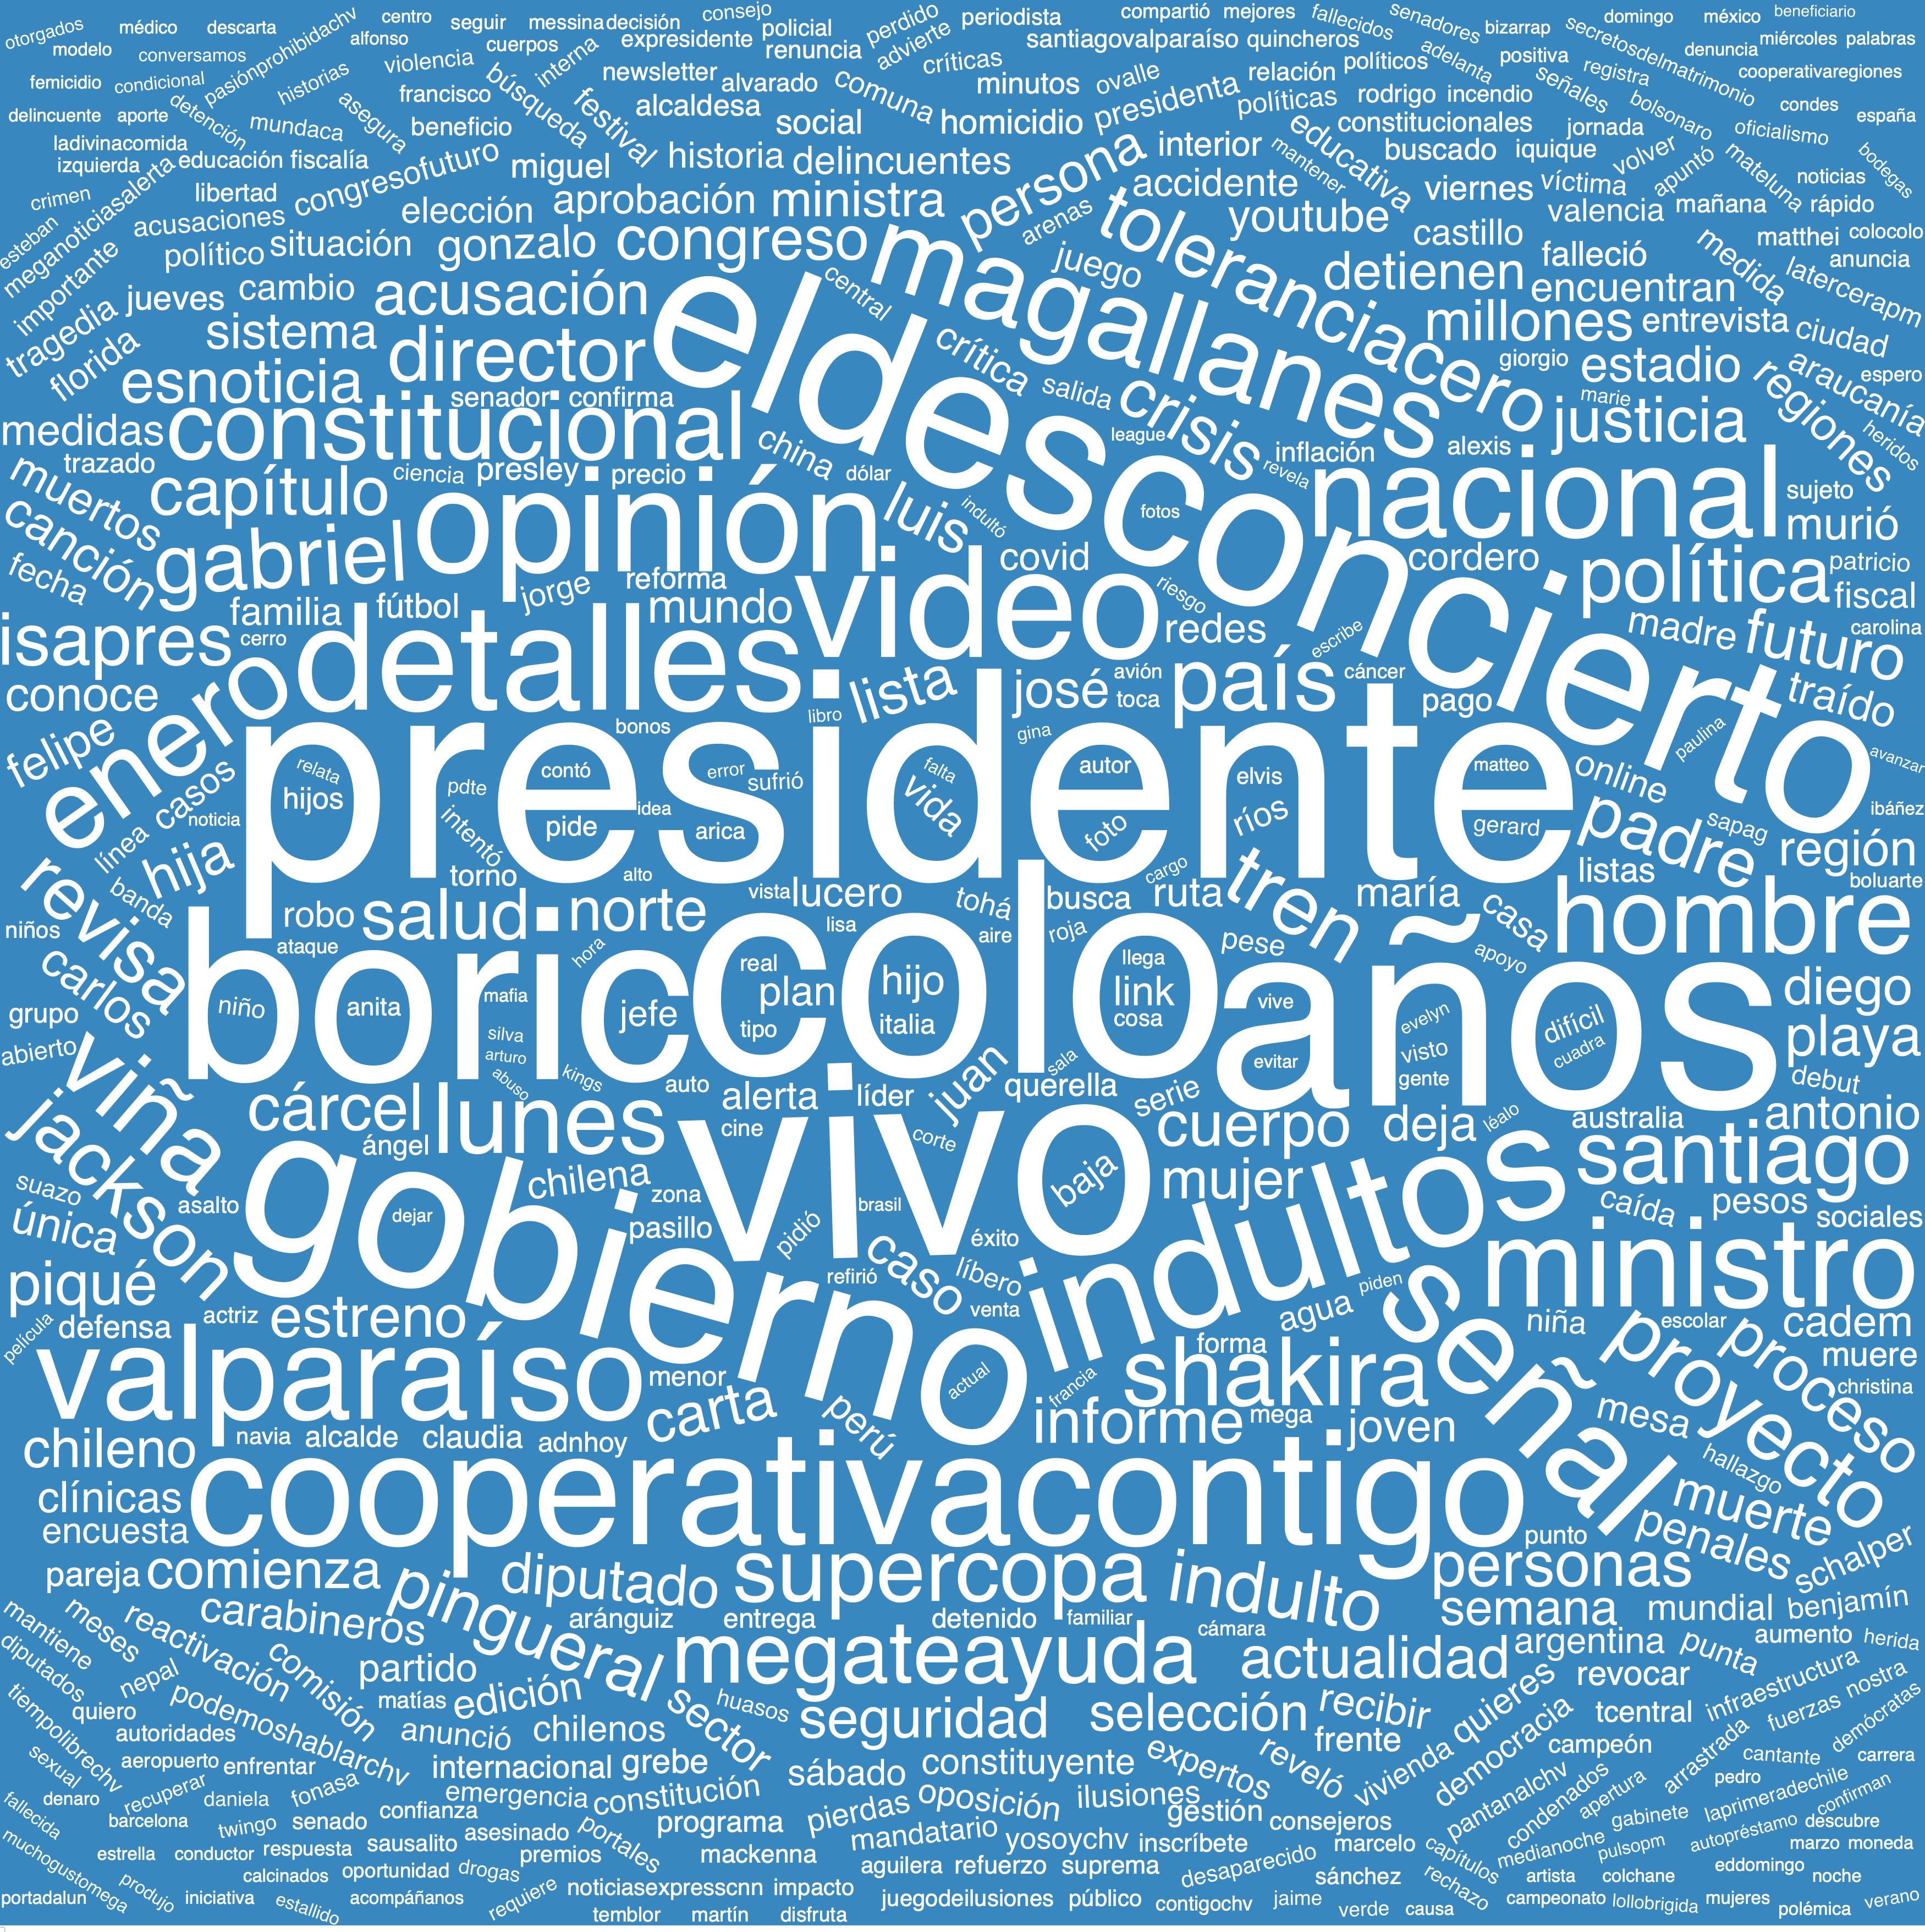 otorgados
médico
descarta
centro
seguir
messina
decisión
consejo
policial
perdido
periodista
compartió
mejores
fallecidos
senadores
bizarrap
domingo
méxico
beneficiario
modelo
conversamos
pasiónprohibidachv
alfonso
cuerpos
expresidente
renuncia
advierte
santiagovalparaíso
quincheros
adelanta
positiva
secretosdelmatrimonio
denuncia
miércoles
palabras
femicidio
condicional
historias
violencia
búsqueda
interna
newsletter
alvarado
comuna
críticas
minutos
ovalle
relación
políticos
señales
registra
cooperativaregiones
delincuente
aporte
detención
mundaca
asegura
francisco
beneficio
festival
alcaldesa
social
homicidio
presidenta
políticas
rodrigo
incendio
bolsonaro
condes
españa
ladivinacomida
izquierda
educación
fiscalía
congresofuturo
miguel
historia
delincuentes
persona
interior
mantener
educativa
constitucionales
jornada
buscado
iquique
volver
apuntó
oficialismo
mateluna
noticias
bodegas
crimen
meganoticiasalerta
libertad
acusaciones
elección
aprobación
ministra
arenas
accidente
viernes
víctima
valencia
mañana
rápido
esteban
importante
político
situación
gonzalo
congreso
magallanes
toleranciacero
youtube
castillo
falleció
medida
matthei
colocolo
anuncia
tragedia
jueves
cambio
acusación
eldesconcierto
central
juego
detienen
encuentran
latercerapm
florida
sistema
director
crítica
millones
entrevista
ciudad
esnoticia
senador
confirma
salida
crisis
giorgio
estadio
regiones
araucanía
espero
medidas
constitucional
china
league
inflación
alexis
marie
justicia
heridos
muertos
trazado
capítulo
ciencia
presley
precio
dólar
luis
indultó
revela
fotos
nacional
sujeto
canción
gabriel
opinión
video
covid
cordero
murió
fecha
familia
fútbol
jorge
reforma
mundo
redes
riesgo
escribe
política
patricio
fiscal
isapres
cerro
detalles
lista
josé
avión
toca
país
cáncer
pago
madre
futuro
carolina
conoce
enero
bonos
libro
gina
traído
felipe
casos
presidente
relata
hijos
pdte
contó
error
sufrió
falta
vida
autor
elvis
matteo
online
paulina
avanzar
línea
noticia
intentó
pide
idea
arica
foto
ríos
gerard
padre
sapag
ibáñez
revisa
hija
banda
torno
alto
vista
lucero
tohá
busca
cargo
ruta
tren
maría
listas
región
boluarte
niños
robo
salud
norte
lisa
aire
roja
pese
casa
hombre
carlos
ataque
hora
boric
colo
años
real
plan
hijo
llega
link
apoyo
grupo
niño
anita
mafia
jefe
tipo
italia
cosa
vive
evelyn
difícil
diego
abierto
viña
silva
arturo
abuso
kings
auto
sala
evitar
visto
cuadra
gente
playa
debut
jackson
cárcel
lunes
alerta
líder
juan
querella
serie
cuerpo
deja
léalo
australia
antonio
ángel
cine
vivo
corte
suazo
asalto
gobierno
dejar
chilena
zona
brasil
baja
mujer
indultos
santiago
única
pasillo
pidió
caso
éxito
caída
pesos
sociales
piqué
actriz
estreno
refirió
líbero
venta
agua
piden
señal
ministro
película
defensa
forma
niña
escolar
cadem
valparaíso
menor
actual
francia
shakira
proyecto
proceso
muere
christina
chileno
navia
alcalde
claudia
adnhoy
carta
perú
informe
mega
joven
mesa
hallazgo
clínicas
encuesta
cooperativacontigo
punto
muerte
penales
pareja
comienza
diputado
supercopa
indulto
personas
schalper
mantiene
meses
reactivación
carabineros
pingueral
aránguiz
entrega
detenido
familiar
cámara
semana
mundial
benjamín
diputados
nepal
comisión
partido
megateayuda
actualidad
argentina
punta
aumento
herida
tiempolibrechv
quiero
podemoshablarchv
matías
edición
sector
huasos
seguridad
selección
recibir
quieres
revocar
infraestructura
nostra
autoridades
anunció
chilenos
frente
tcentral
fuerzas
sexual
aeropuerto
enfrentar
internacional
grebe
sábado
constituyente
expertos
reveló
vivienda
democracia
campeón
arrastrada
cantante
demócratas
carrera
denaro
recuperar
daniela
fonasa
emergencia
constitución
pierdas
oposición
ilusiones
gestión
pantanalchv
condenados
apertura
pedro
confirman
fallecida
barcelona
twingo
senado
confianza
programa
mandatario
yosoychv
inscríbete
consejeros
gabinete
laprimeradechile
descubre
muchogustomega
estrella
conductor
respuesta
sausalito
asesinado
premios
portales
mackenna
aguilera
refuerzo
suprema
desaparecido
marcelo
capítulos
medianoche
pulsopm
autopréstamo
marzo
moneda
portadalun
produjo
iniciativa
calcinados
estallido
oportunidad
drogas
acompáñanos
requiere
noticiasexpresscnn
impacto
juegodeilusiones
público
contigochv
sánchez
rechazo
artista
colchane
eddomingo
noche
temblor
martín
disfruta
jaime
verde
causa
campeonato
lollobrigida
mujeres
polémica
verano